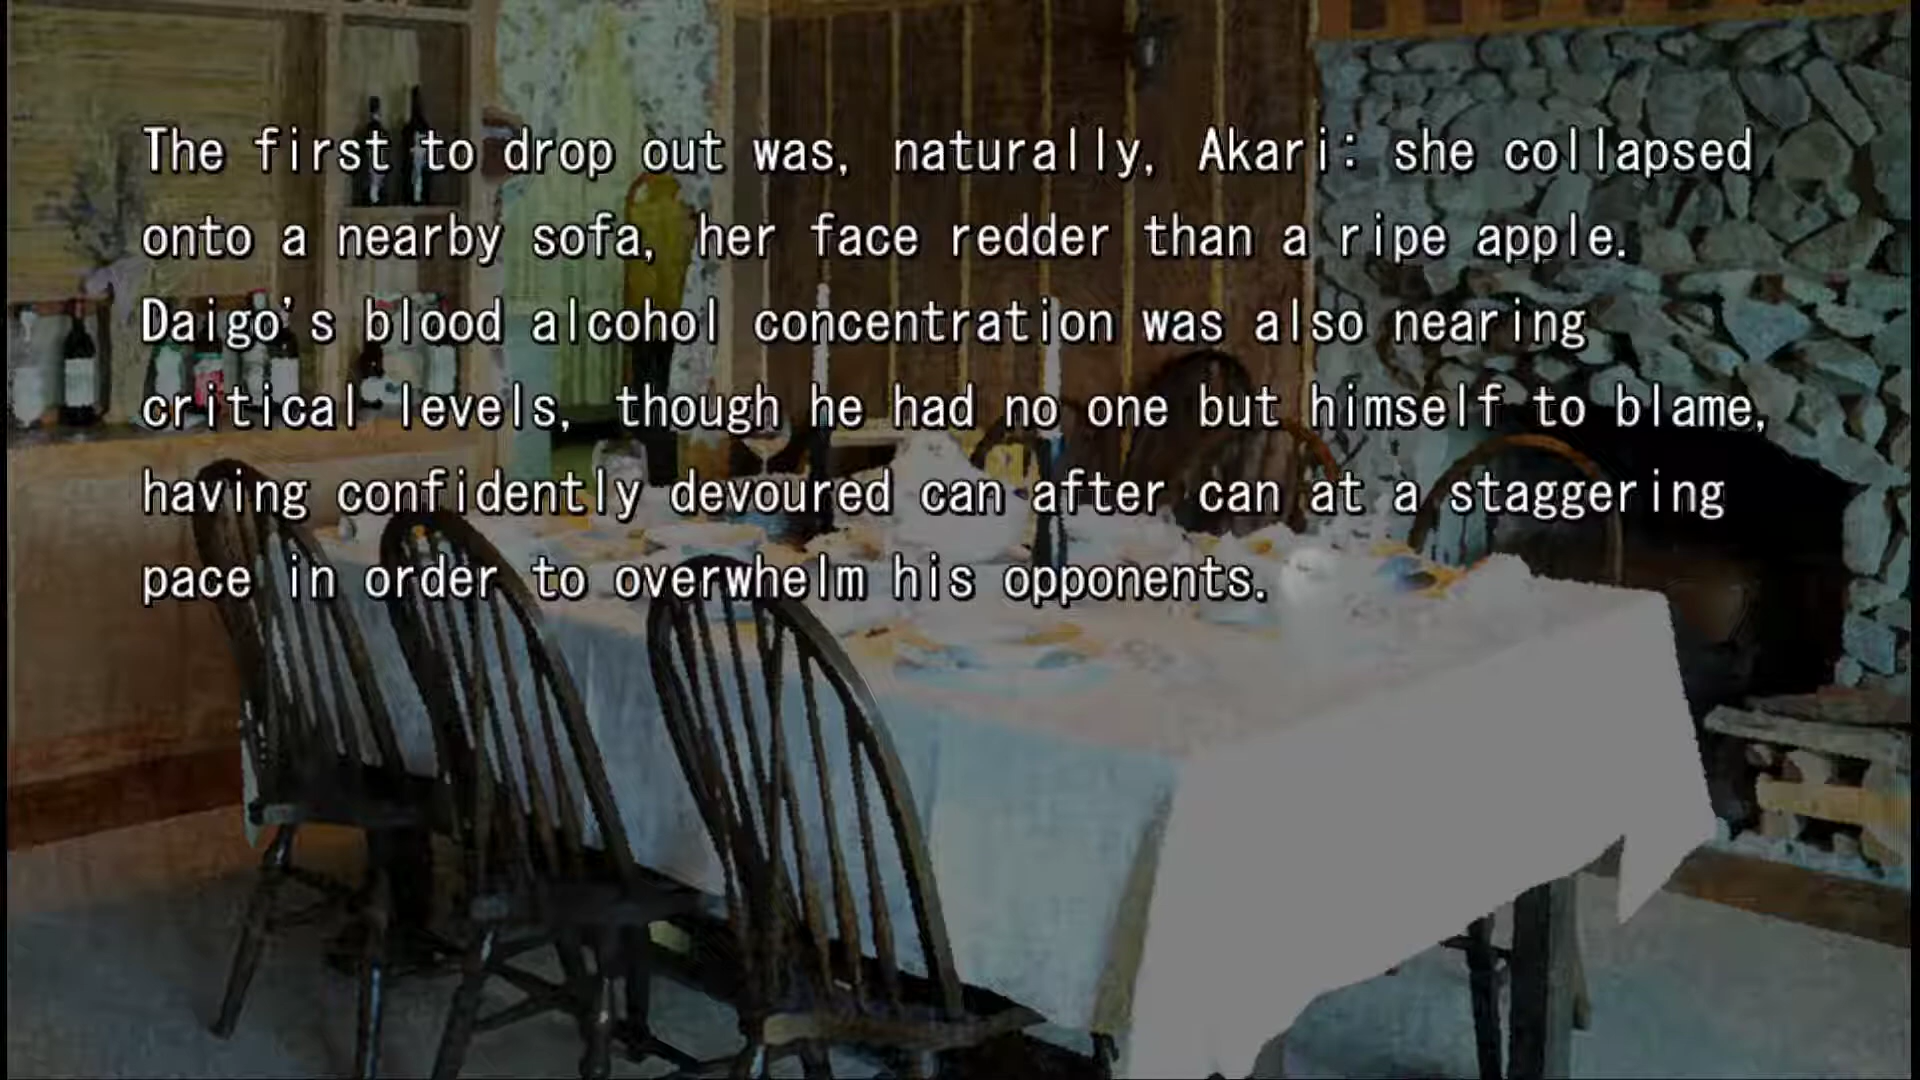 The first to drop out was, naturally, Akari: she collapsed
onto a nearby sofa, her face redder than a ripe apple.
Daigo's blood alcohol concentration was also nearing
critical levels, though he had no one but himself to blame,
having confidently devoured can after can at a staggering
pace in order to overwhelm his opponents.